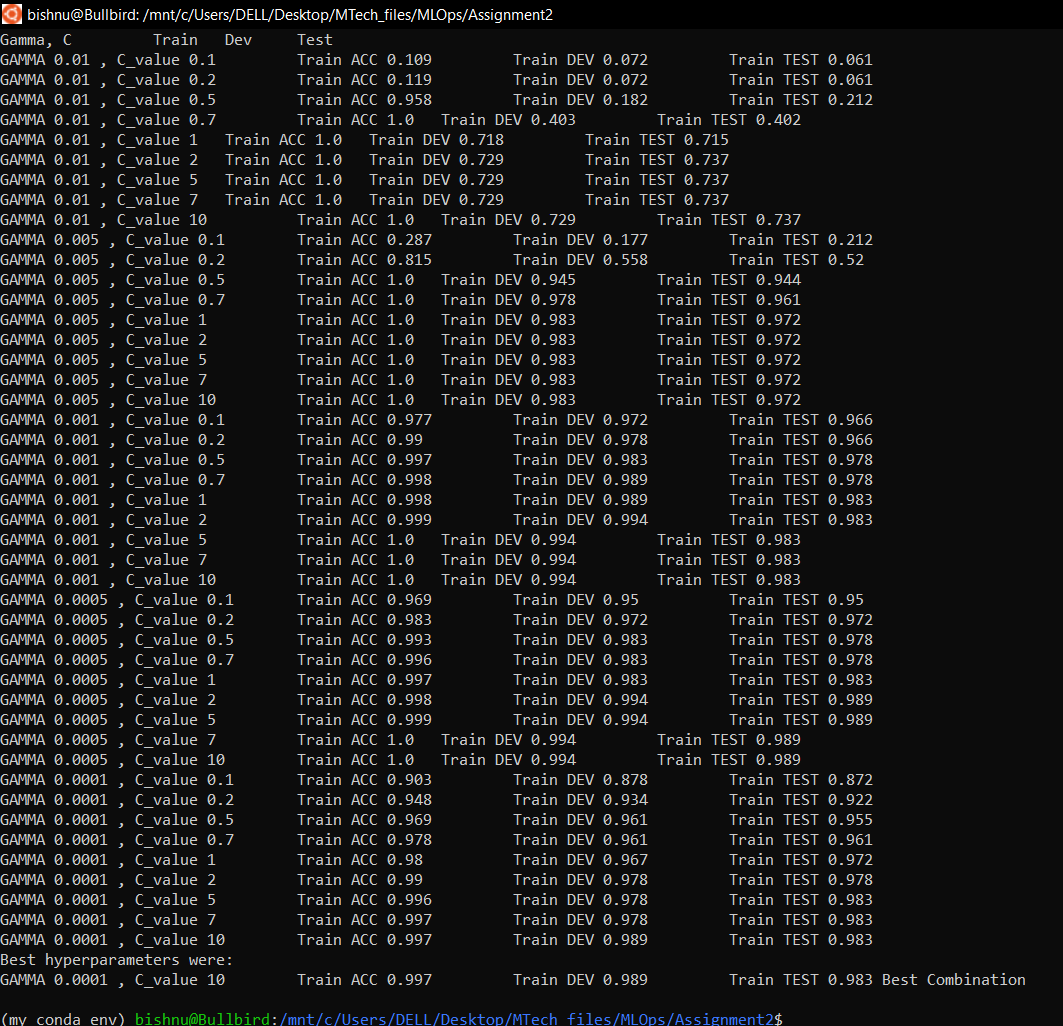 bishnu@Bullbird: /mnt/c/Users/DELL/Desktop/MTech_files/MLOps/Assignment2
Gamma, C Train Dev Test
GAMMA 0.01 , C_value 0.1 Train ACC 0.109 Train DEV 0.072 Train TEST 0.061
GAMMA 0.01 , C_value 0.2 Train ACC 0.119 Train DEV 0.072 Train TEST 0.061
GAMMA 0.01 , C_value 0.5 Train ACC 0.958 Train DEV 0.182 Train TEST 0.212
GAMMA 0.01 , C_value 0.7 Train ACC 1.0 Train DEV 0.403 Train TEST 0.402
GAMMA 0.01 , C_value 1 Train ACC 1.0 Train DEV 0.718 Train TEST 0.715
GAMMA 0.01 , C_value 2 Train ACC 1.0 Train DEV 0.729 Train TEST 0.737
GAMMA 0.01 , C_value 5 Train ACC 1.0 Train DEV 0.729 Train TEST 0.737
GAMMA 0.01 , C_value 7 Train ACC 1.0 Train DEV 0.729 Train TEST 0.737
GAMMA 0.01 , C_value 10 Train ACC 1.0 Train DEV 0.729 Train TEST 0.737
GAMMA 0.005 , C_value 0.1 Train ACC 0.287 Train DEV 0.177 Train TEST 0.212
GAMMA 0.005 , C_value 0.2 Train ACC 0.815 Train DEV 0.558 Train TEST 0.52
GAMMA 0.005 , C_value 0.5 Train ACC 1.0 Train DEV 0.945 Train TEST 0.944
GAMMA 0.005 , C_value 0.7 Train ACC 1.0 Train DEV 0.978 Train TEST 0.961
GAMMA 0.005 , C_value 1 Train ACC 1.0 Train DEV 0.983 Train TEST 0.972
GAMMA 0.005 , C_value 2 Train ACC 1.0 Train DEV 0.983 Train TEST 0.972
GAMMA 0.005 , C_value 5 Train ACC 1.0 Train DEV 0.983 Train TEST 0.972
GAMMA 0.005 , C_value 7 Train ACC 1.0 Train DEV 0.983 Train TEST 0.972
GAMMA 0.005 , C_value 10 Train ACC 1.0 Train DEV 0.983 Train TEST 0.972
GAMMA 0.001 , C_value 0.1 Train ACC 0.977 Train DEV 0.972 Train TEST 0.966
GAMMA 0.001 , C_value 0.2 Train ACC 0.99 Train DEV 0.978 Train TEST 0.966
GAMMA 0.001 , C_value 0.5 Train ACC 0.997 Train DEV 0.983 Train TEST 0.978
GAMMA 0.001 , C_value 0.7 Train ACC 0.998 Train DEV 0.989 Train TEST 0.978
GAMMA 0.001 , C_value 1 Train ACC 0.998 Train DEV 0.989 Train TEST 0.983
GAMMA 0.001 , C_value 2 Train ACC 0.999 Train DEV 0.994 Train TEST 0.983
GAMMA 0.001 , C_value 5 Train ACC 1.0 Train DEV 0.994 Train TEST 0.983
GAMMA 0.001 , C_value 7 Train ACC 1.0 Train DEV 0.994 Train TEST 0.983
GAMMA 0.001 , C_value 10 Train ACC 1.0 Train DEV 0.994 Train TEST 0.983
GAMMA 0.0005 , C_value 0.1 Train ACC 0.969 Train DEV 0.95 Train TEST 0.95
GAMMA 0.0005 , C_value 0.2 Train ACC 0.983 Train DEV 0.972 Train TEST 0.972
GAMMA 0.0005 , C_value 0.5 Train ACC 0.993 Train DEV 0.983 Train TEST 0.978
GAMMA 0.0005 , C_value 0.7 Train ACC 0.996 Train DEV 0.983 Train TEST 0.978
GAMMA 0.0005 , C_value 1 Train ACC 0.997 Train DEV 0.983 Train TEST 0.983
GAMMA 0.0005 , C_value 2 Train ACC 0.998 Train DEV 0.994 Train TEST 0.989
GAMMA 0.0005 , C_value 5 Train ACC 0.999 Train DEV 0.994 Train TEST 0.989
GAMMA 0.0005 , C_value 7 Train ACC 1.0 Train DEV 0.994 Train TEST 0.989
GAMMA 0.0005 , C_value 10 Train ACC 1.0 Train DEV 0.994 Train TEST 0.989
GAMMA 0.0001 , C_value 0.1 Train ACC 0.903 Train DEV 0.878 Train TEST 0.872
GAMMA 0.0001 , C_value 0.2 Train ACC 0.948 Train DEV 0.934 Train TEST 0.922
GAMMA 0.0001 , C_value 0.5 Train ACC 0.969 Train DEV 0.961 Train TEST 0.955
GAMMA 0.0001 , C_value 0.7 Train ACC 0.978 Train DEV 0.961 Train TEST 0.961
GAMMA 0.0001 , C_value 1 Train ACC 0.98 Train DEV 0.967 Train TEST 0.972
GAMMA 0.0001 , C_value 2 Train ACC 0.99 Train DEV 0.978 Train TEST 0.978
GAMMA 0.0001 , C_value 5 Train ACC 0.996 Train DEV 0.978 Train TEST 0.983
GAMMA 0.0001 , C_value 7 Train ACC 0.997 Train DEV 0.978 Train TEST 0.983
GAMMA 0.0001 , C_value 10 Train ACC 0.997 Train DEV 0.989 Train TEST 0.983
Best hyperparameters were:
GAMMA 0.0001 , C_value 10 Train ACC 0.997 Train DEV 0.989 Train TEST 0.983 Best Combination
(my_conda_env) bishnu@Bullbird:/mnt/c/Users/DELL/Desktop/MTech_files/MLOps/Assignment2$